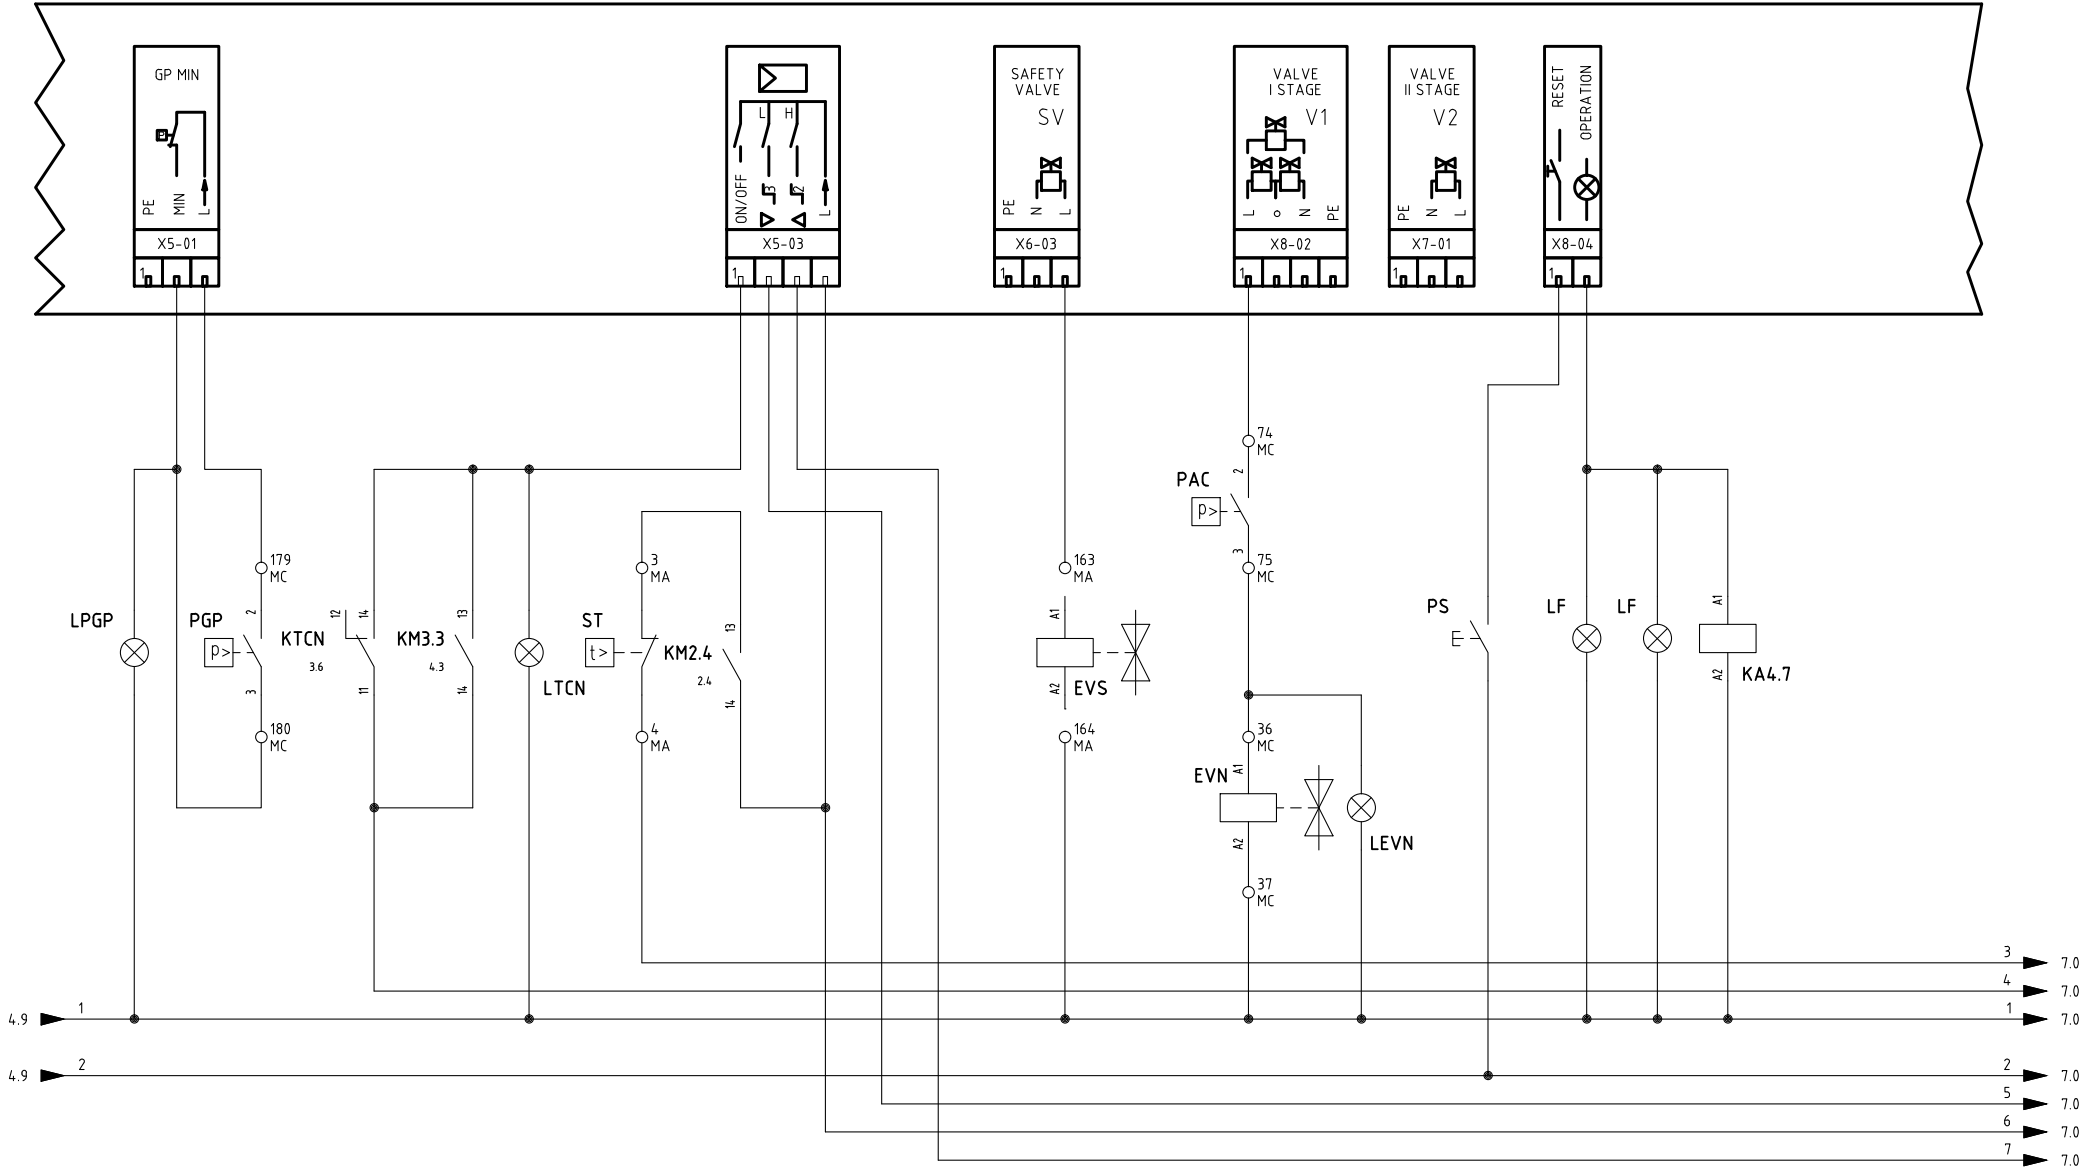 GP MIN
PE
MIN
L
X5-01
1
L
H
ON/OFF
3
2
L
X5-03
1
SAFETY
VALVE
SV
PE
N
L
X6-03
1
VALVE
I STAGE
V1
L
N
PE
X8-02
1
VALVE
II STAGE
V2
PE
N
L
X7-01
1
RESET
OPERATION
X8-04
1
LPGP
PGP
p>
179
MC
2
3
180
MC
KTCN
3.6
12
14
11
KM3.3
4.3
13
14
LTCN
ST
t>
3
MA
4
MA
KM2.4
2.4
13
14
163
MA
A1
A2
EVS
164
MA
74
MC
PAC
p>
2
3
75
MC
36
MC
EVN
A1
A2
37
MC
LEVN
PS
E
LF
LF
A1
A2
KA4.7
3
7.0
4
7.0
4.9
1
1
7.0
4.9
2
2
7.0
5
7.0
6
7.0
7
7.0